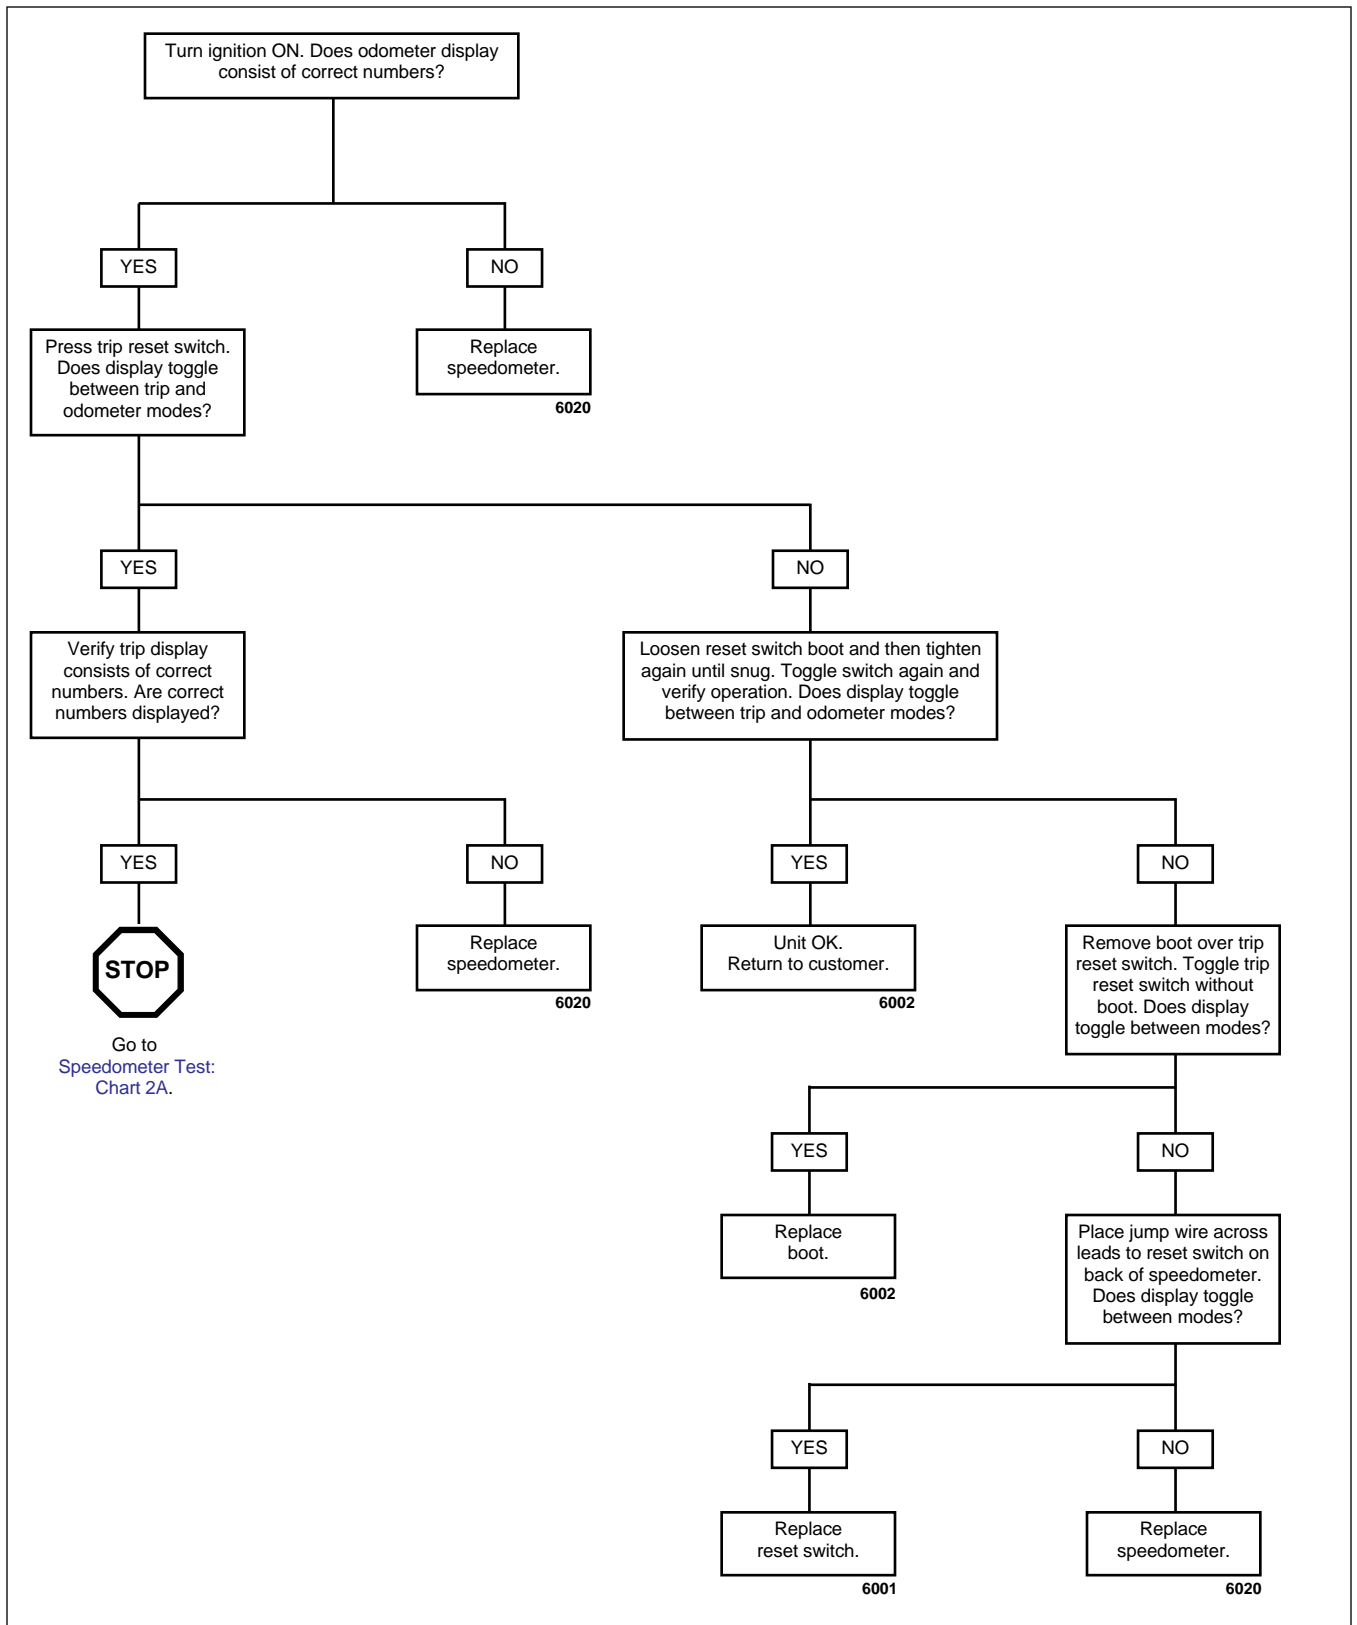 Turn ignition ON. Does odometer display
consist of correct numbers?
YES
NO
Press trip reset switch.
Does display toggle
between trip and
odometer modes?
Replace
speedometer.
6020
YES
NO
Verify trip display
consists of correct
numbers. Are correct
numbers displayed?
Loosen reset switch boot and then tighten
again until snug. Toggle switch again and
verify operation. Does display toggle
between trip and odometer modes?
YES
NO
YES
NO
STOP
Go to
Speedometer Test:
Chart 2A.
Replace
speedometer.
6020
Unit OK.
Return to customer.
6002
Remove boot over trip
reset switch. Toggle trip
reset switch without
boot. Does display
toggle between modes?
YES
NO
Replace
boot.
6002
Place jump wire across
leads to reset switch on
back of speedometer.
Does display toggle
between modes?
YES
NO
Replace
reset switch.
6001
Replace
speedometer.
6020